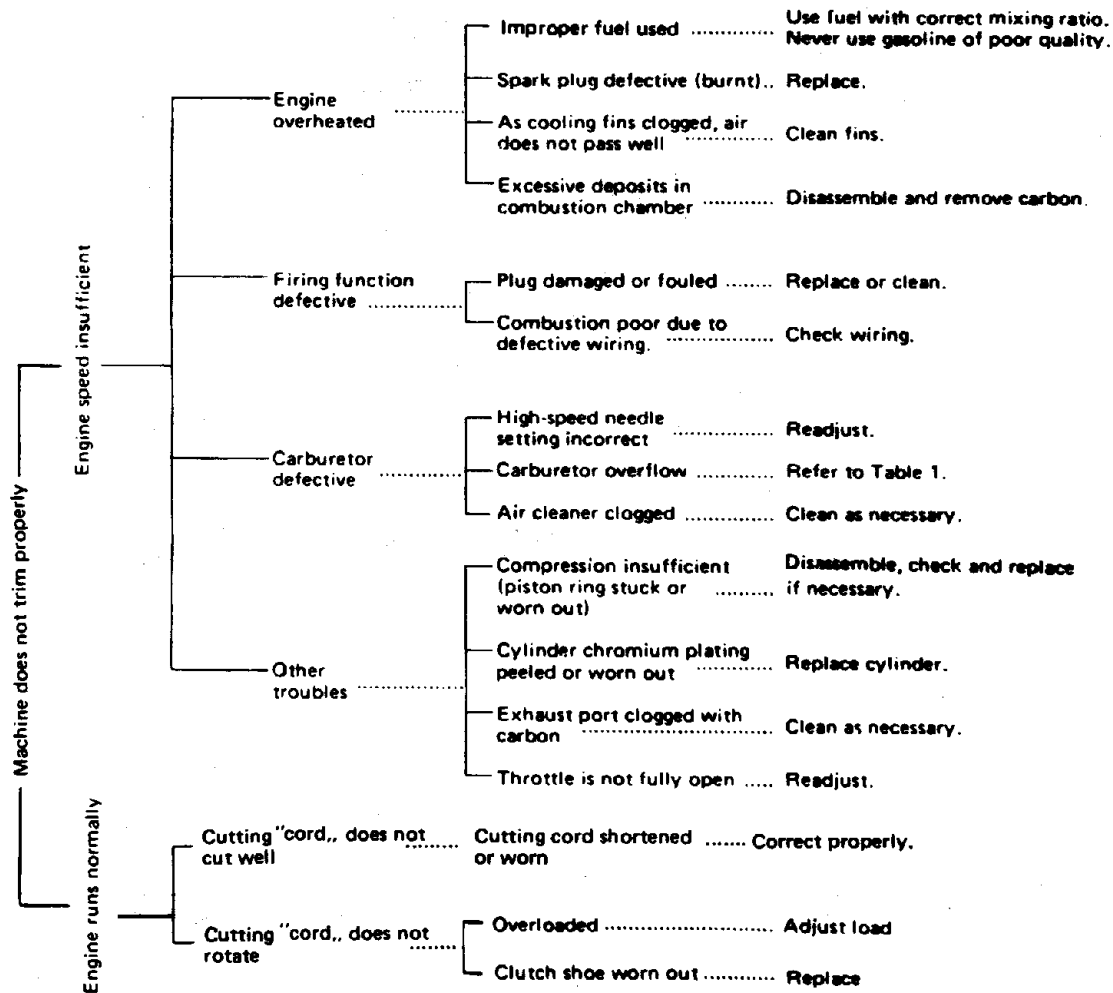 Machine does not trim properly
Engine speed insufficient
Engine
overheated
Improper fuel used ............ Use fuel with correct mixing ratio.
Never use gasoline of poor quality.
Spark plug defective (burnt).. Replace.
As cooling fins clogged, air
does not pass well ............... Clean fins.
Excessive deposits in
combustion chamber ........... Disassemble and remove carbon.
Firing function
defective
Plug damaged or fouled ....... Replace or clean.
Combustion poor due to
defective wiring. ................. Check wiring.
Carburetor
defective
High-speed needle
setting incorrect ................ Readjust.
Carburetor overflow ............ Refer to Table 1.
Air cleaner clogged .............. Clean as necessary.
Other
troubles
Compression insufficient
(piston ring stuck or
worn out) ......... Disassemble, check and replace
if necessary.
Cylinder chromium plating
peeled or worn out ............ Replace cylinder.
Exhaust port clogged with
carbon ............................. Clean as necessary.
Throttle is not fully open ..... Readjust.
Engine runs normally
Cutting "cord,, does not
cut well
Cutting cord shortened
or worn ....... Correct properly.
Cutting "cord,, does not
rotate
Overloaded ........................... Adjust load
Clutch shoe worn out ........... Replace